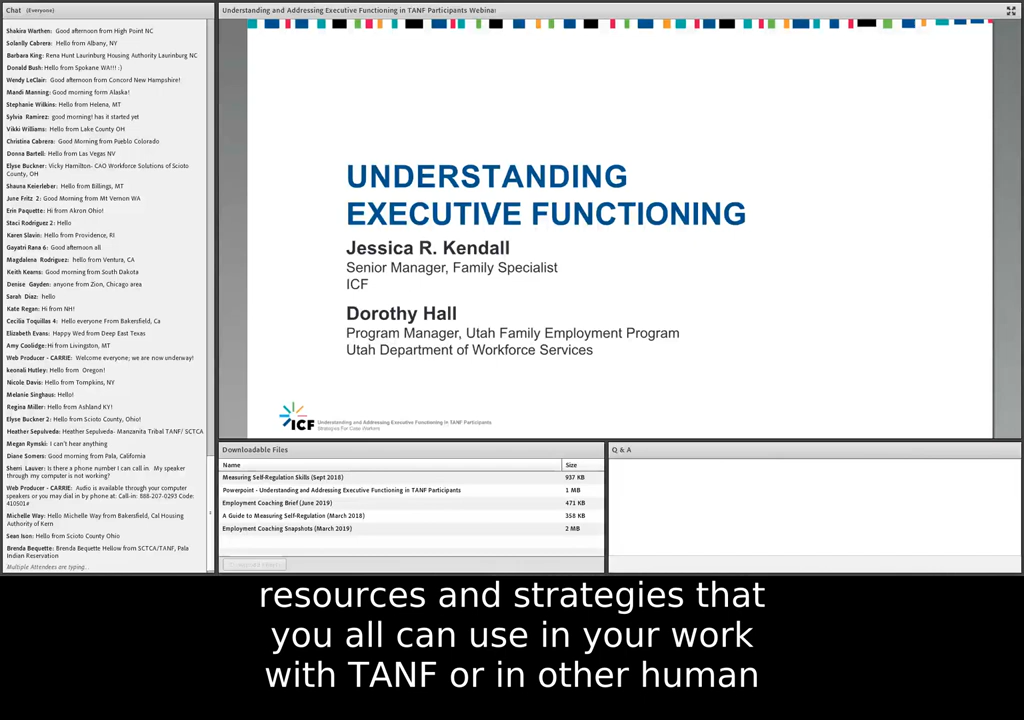 Chat (Everyone)
Shakira Warthen: Good afternoon from High Point NC
Solanlly Cabrera: Hello from Albany, NY
Barbara King: Rena Hunt Laurinburg Housing Authority Laurinburg NC
Donald Bush: Hello from Spokane WA!!! :)
Wendy LeClair: Good afternoon from Concord New Hampshire!
Mandi Manning: Good morning form Alaska!
Stephanie Wilkins: Hello from Helena, MT
Sylvia Ramirez: good morning! has it started yet
Vikki Williams: Hello from Lake County OH
Christina Cabrera: Good Morning from Pueblo Colorado
Donna Bartell: Hello from Las Vegas NV
Elyse Buckner: Vicky Hamilton- CAO Workforce Solutions of Scioto
County, OH
Shauna Keierleber: Hello from Billings, MT
June Fritz 2: Good Morning from Mt Vernon WA
Erin Paquette: Hi from Akron Ohio!
Staci Rodriguez 2: Hello
Karen Slavin: Hello from Providence, RI
Gayatri Rana 6: Good afternoon all
Magdalena Rodriguez: hello from Ventura, CA
Keith Kearns: Good morning from South Dakota
Denise Gayden: anyone from Zion, Chicago area
Sarah Diaz: hello
Kate Regan: Hi from NH!
Cecilia Toquillas 4: Hello everyone From Bakersfield, Ca
Elizabeth Evans: Happy Wed from Deep East Texas
Amy Coolidge: Hi from Livingston, MT
Web Producer - CARRIE: Welcome everyone; we are now underway!
keonali Hutley: Hello from Oregon!
Nicole Davis: Hello from Tompkins, NY
Melanie Singhaus: Hello!
Regina Miller: Hello from Ashland KY!
Elyse Buckner 2: Hello from Scioto County, Ohio!
Heather Sepulveda: Heather Sepulveda- Manzanita Tribal TANF/ SCTCA
Megan Rymski: I can't hear anything
Diane Somers: Good morning from Pala, California
Sherri Lauver: Is there a phone number I can call in My speaker
through my computer is not working?
Web Producer - CARRIE: Audio is available through your computer
speakers or you may dial in by phone at: Call-in: 888-207-0293 Code:
410501#
Michelle Way: Hello Michelle Way from Bakersfield, Cal Housing
Authority of Kern
Sean Ison: Hello from Scioto County Ohio
Brenda Bequette: Brenda Bequette Hellow from SCTCA/TANF, Pala
Indian Reservation
Multiple Attendees are typing...
Understanding and Addressing Executive Functioning in TANF Participants Webinar
UNDERSTANDING
EXECUTIVE FUNCTIONING
Jessica R. Kendall
Senior Manager, Family Specialist
ICF
Dorothy Hall
Program Manager, Utah Family Employment Program
Utah Department of Workforce Services
ICF
Understanding and Addressing Executive Functioning in TANF Participants
Strategies For Case Workers
Downloadable Files
Name Size
Measuring Self-Regulation Skills (Sept 2018) 937 KB
Powerpoint - Understanding and Addressing Executive Functioning in TANF Participants 1 MB
Employment Coaching Brief (June 2019) 471 KB
A Guide to Measuring Self-Regulation (March 2018) 358 KB
Employment Coaching Snapshots (March 2019) 2 MB
Q & A
resources and strategies that
you all can use in your work
with TANF or in other human